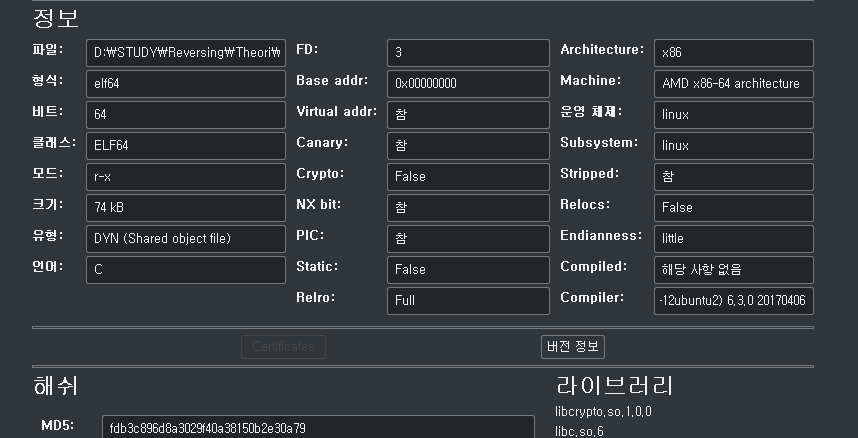 정보
파일: D:₩STUDY₩Reversing₩Theori₩ FD: 3 Architecture: x86
형식: elf64 Base addr: 0x00000000 Machine: AMD x86-64 architecture
비트: 64 Virtual addr: 참 운영 체제: linux
클래스: ELF64 Canary: 참 Subsystem: linux
모드: r-x Crypto: False Stripped: 참
크기: 74 kB NX bit: 참 Relocs: False
유형: DYN (Shared object file) PIC: 참 Endianness: little
언어: C Static: False Compiled: 해당 사항 없음
Relro: Full Compiler: -12ubuntu2) 6.3.0 20170406
Certificates 버전 정보
해쉬 라이브러리
MD5: fdb3c896d8a3029f40a38150b2e30a79 libcrypto.so.1.0.0
libc.so.6